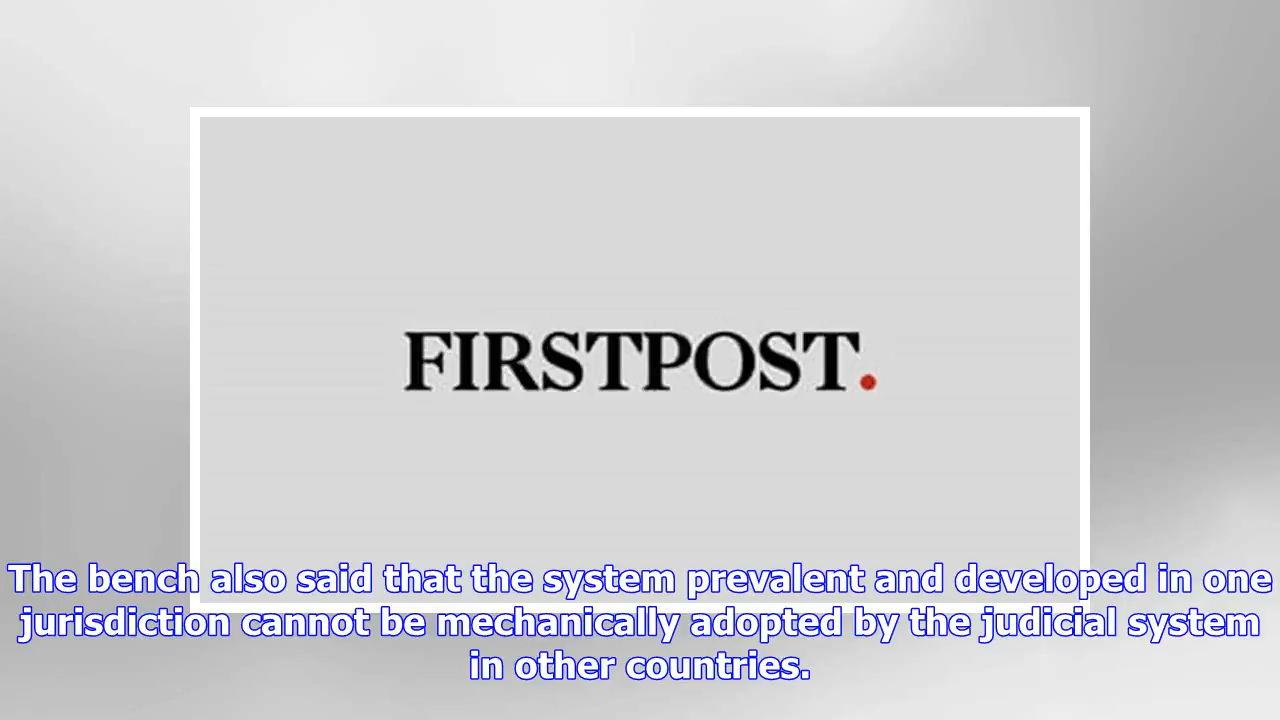 FIRSTPOST.
The bench also said that the system prevalent and developed in one
jurisdiction cannot be mechanically adopted by the judicial system
in other countries.